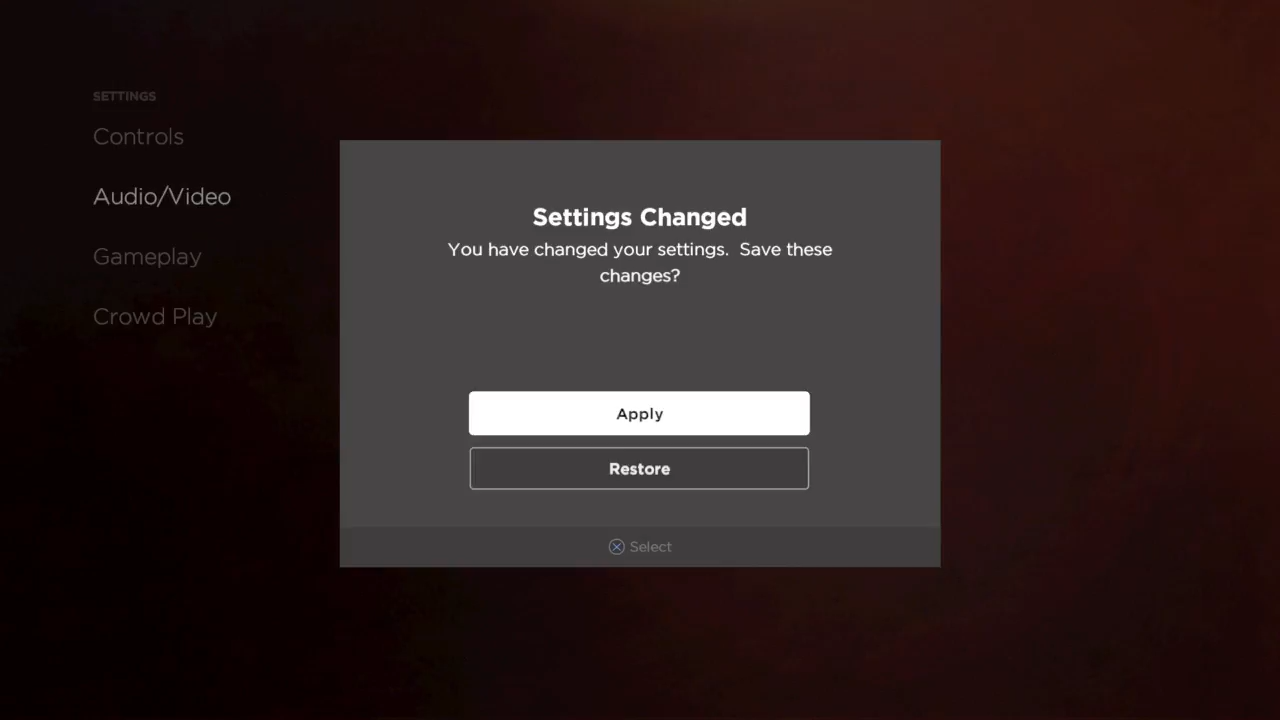 SETTINGS
Controls
Audio/Video
Gameplay
Crowd Play
Settings Changed
You have changed your settings.  Save these
changes?
Apply
Restore
Select